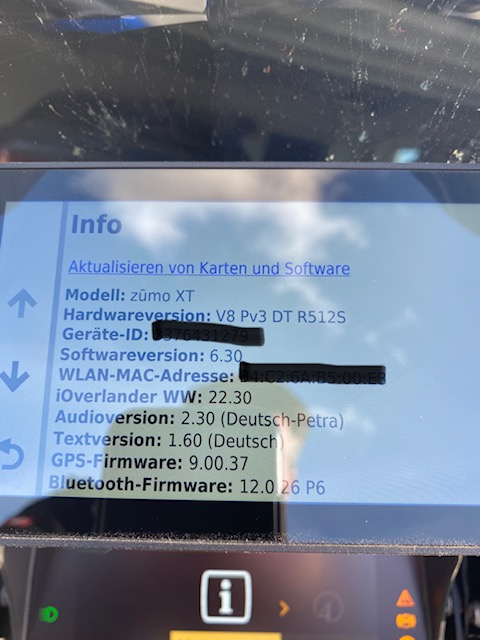 Info
Aktualisieren von Karten und Software
Modell: zūmo XT
Hardwareversion: V8 Pv3 DT R512S
Geräte-ID:
Softwareversion: 6.30
WLAN-MAC-Adresse:
iOverlander WW: 22.30
Audioversion: 2.30 (Deutsch-Petra)
Textversion: 1.60 (Deutsch)
GPS-Firmware: 9.00.37
Bluetooth-Firmware: 12.0.26 P6